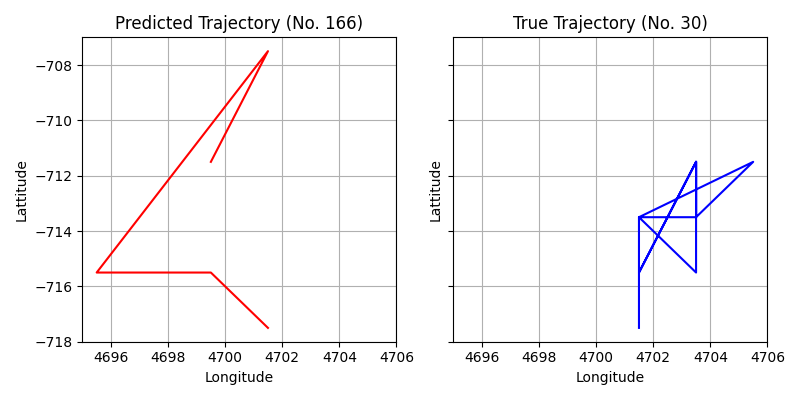 Predicted Trajectory (No. 166)
True Trajectory (No. 30)
Lattitude
−708
−710
−712
−714
−716
−718
4696 4698 4700 4702 4704 4706
Longitude
Lattitude
4696 4698 4700 4702 4704 4706
Longitude